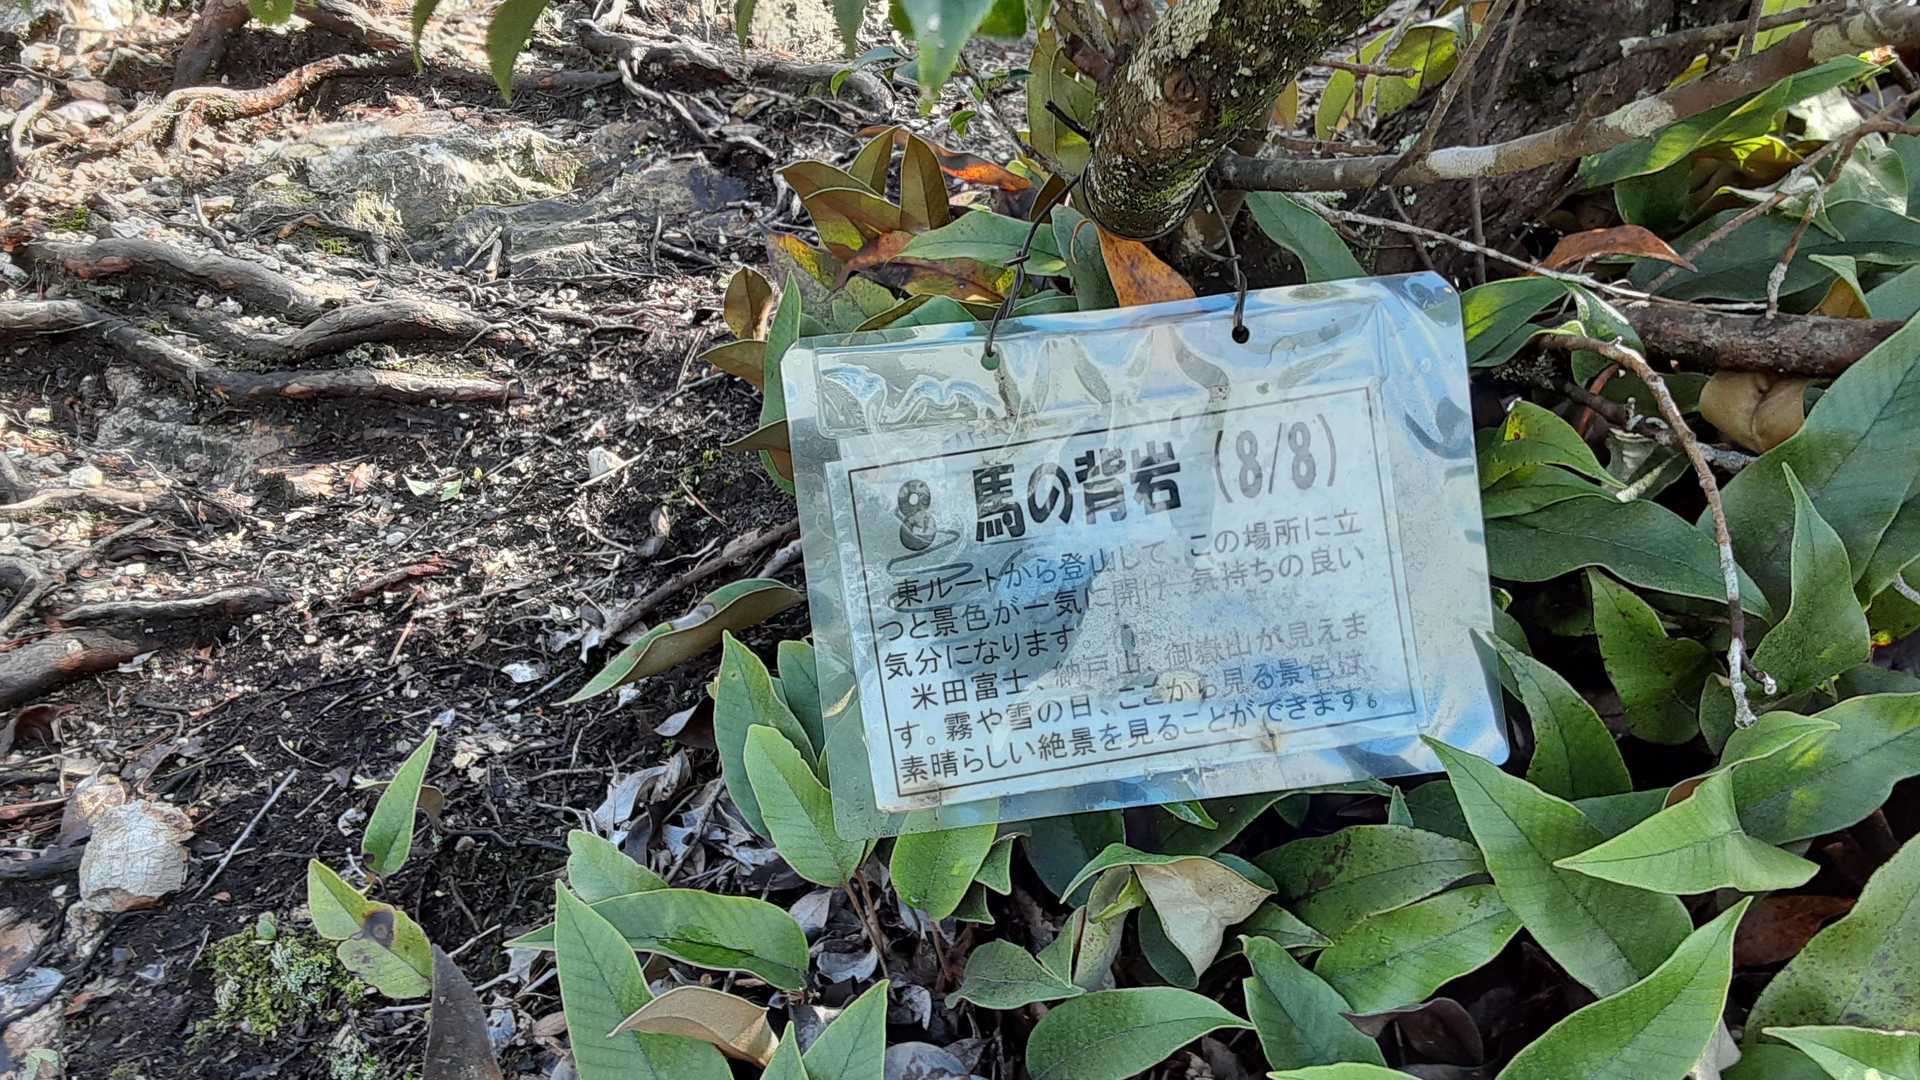 馬の背岩（8/8）
東ルートから登山して、この場所に立
つと景色が一気に開け、気持ちの良い
気分になります。
米田富士、納戸山、御嶽山が見えま
す。霧や雪の日、ここから見る景色は、
素晴らしい絶景を見ることができます。